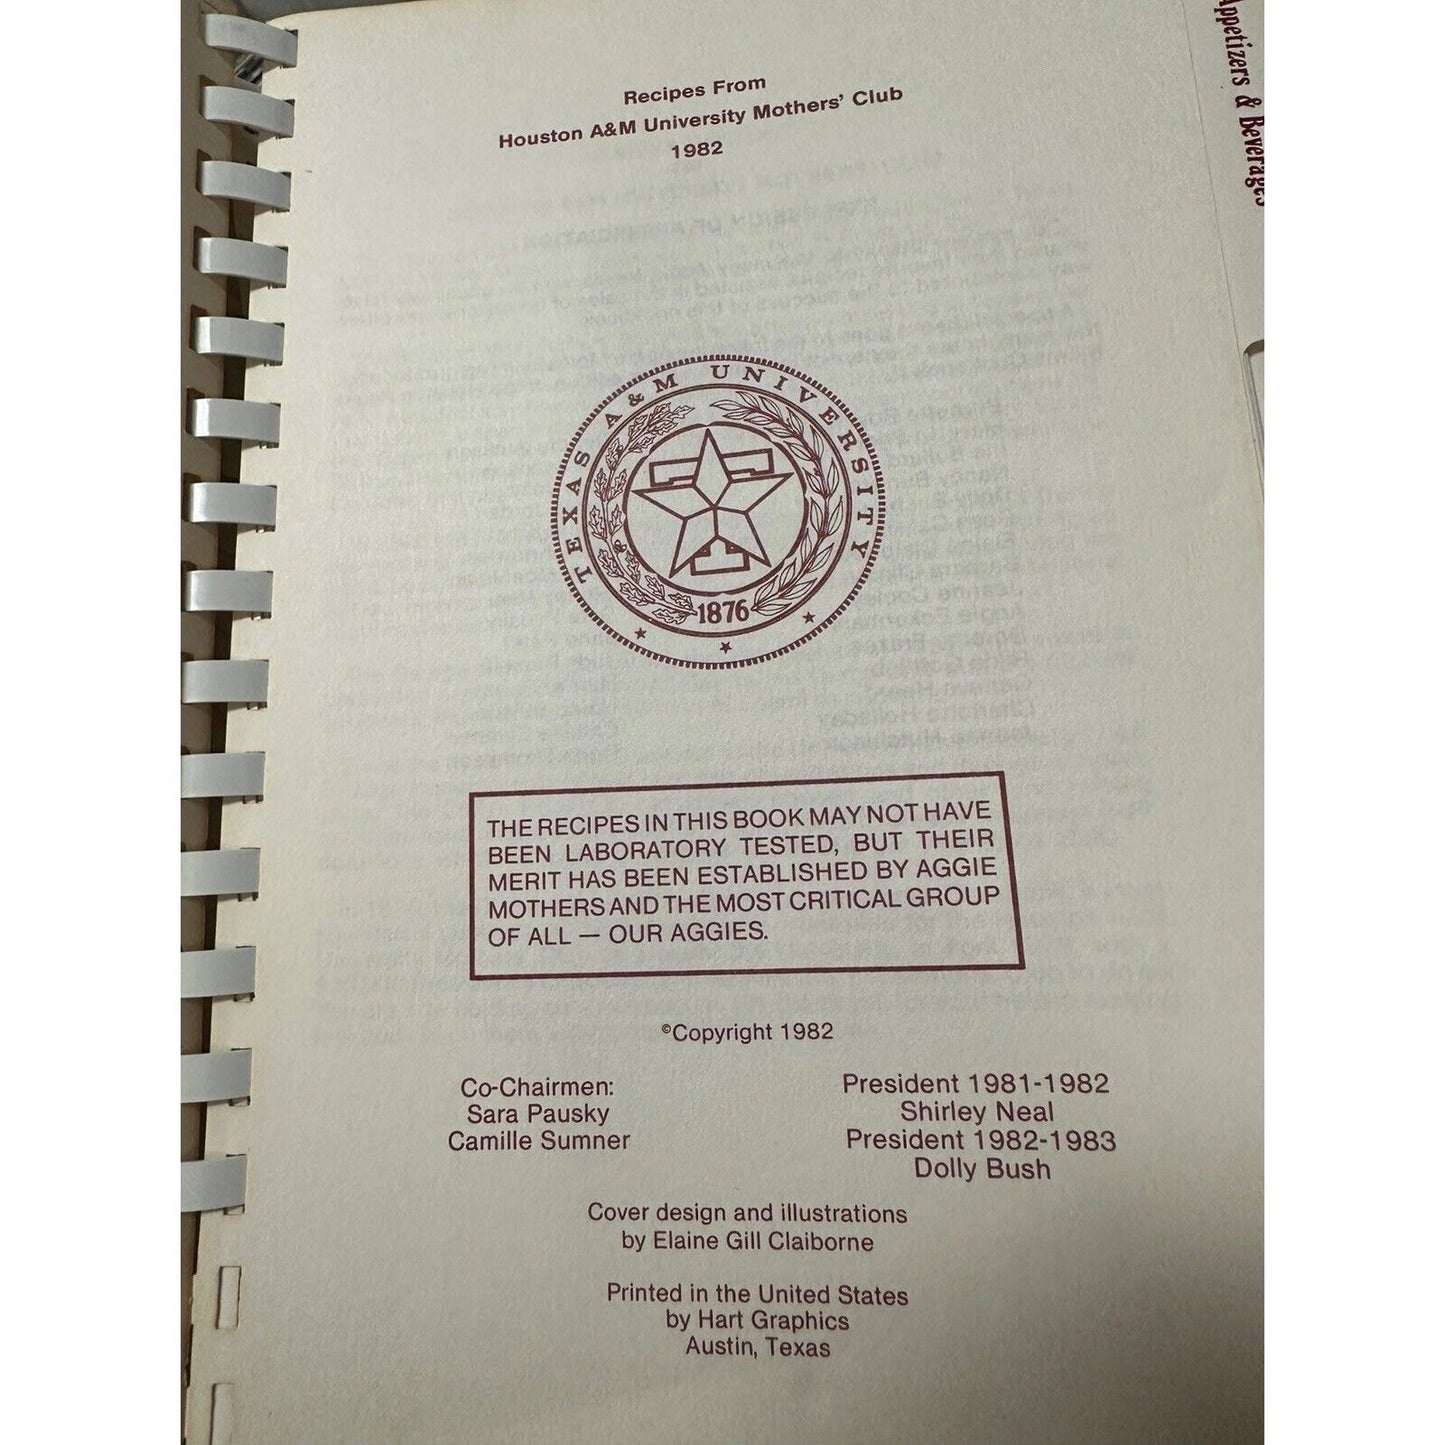 Recipes From
Houston A&M University Mothers' Club
1982
Appetizers & Beverages
TEXAS A&M UNIVERSITY
1876
THE RECIPES IN THIS BOOK MAY NOT HAVE
BEEN LABORATORY TESTED, BUT THEIR
MERIT HAS BEEN ESTABLISHED BY AGGIE
MOTHERS AND THE MOST CRITICAL GROUP
OF ALL — OUR AGGIES.
©Copyright 1982
Co-Chairmen:
Sara Pausky
Camille Sumner
President 1981-1982
Shirley Neal
President 1982-1983
Dolly Bush
Cover design and illustrations
by Elaine Gill Claiborne
Printed in the United States
by Hart Graphics
Austin, Texas